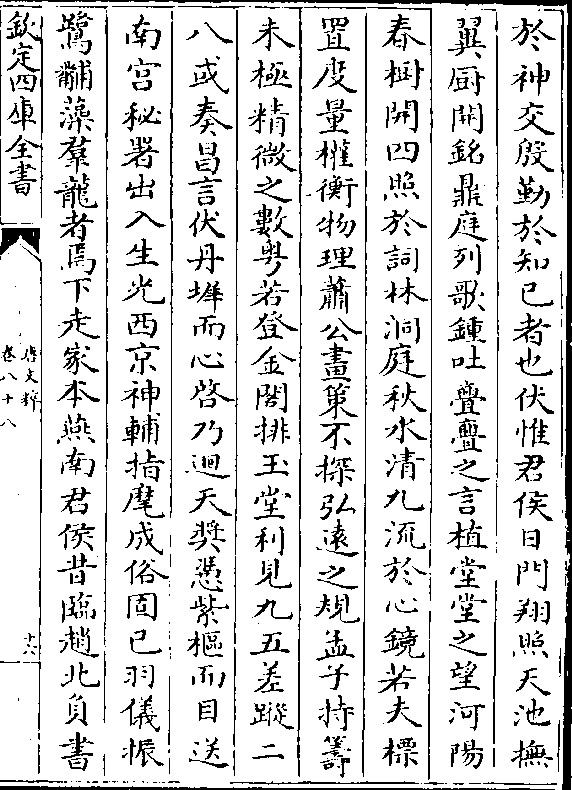 於神交殷勤於知已者也伏惟君侯日門翔照天池撫
翼厨開銘鼎庭列歌鍾吐亹亹之言植堂堂之望河陽
春樹開四照於詞林洞庭秋水清九流於心鏡若夫標
置度量權衡物理蕭公畫策不探弘遠之規孟子持籌
未極精微之數粤若登金閣排玉堂利見九五差蹤二
八或奏昌言伏丹墀而心啓乃迴天奬憑紫樞而目送
南宫秘署出入生光西京神輔指麾成俗固已羽儀振
鷺黼藻羣龍者焉下走家本燕南君侯昔臨趙北負書
欽定四庫全書
唐文粹
卷八十八
十六